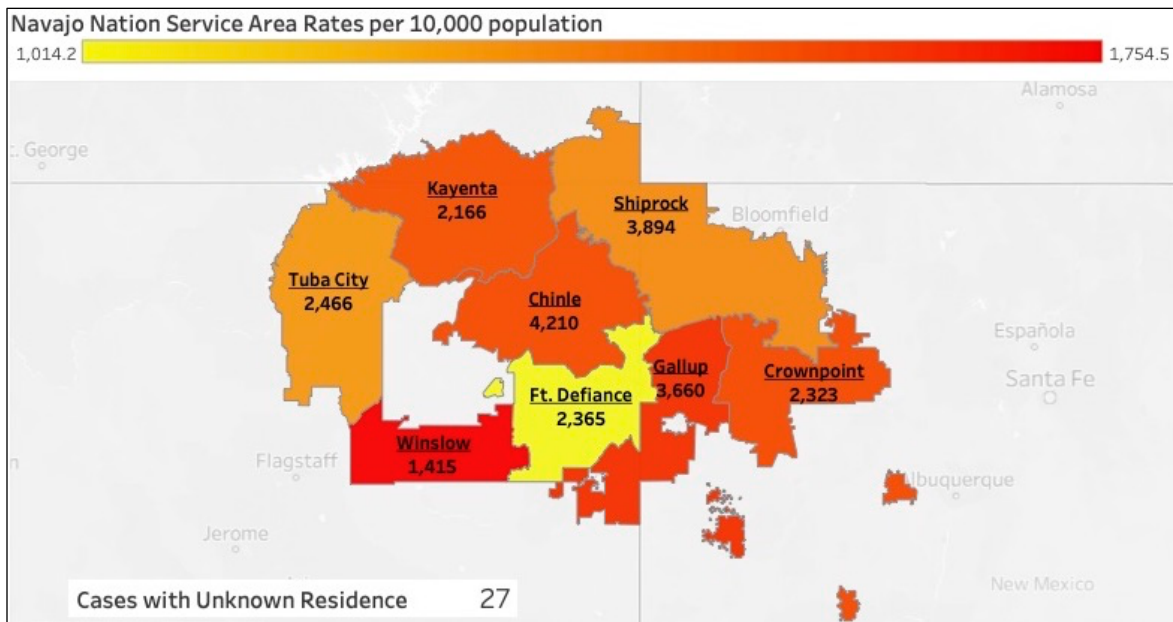 Navajo Nation Service Area Rates per 10,000 population
1,014.2
1,754.5
Alamosa
George
Kayenta
2,166
Shiprock
3,894
Bloomfield
Tuba City
2,466
Chinle
4,210
Española
Gallup
3,660
Crownpoint
2,323
Santa Fe
Ft. Defiance
2,365
Winslow
1,415
Flagstaff
lbuquerque
Jerome
New Mexico
Cases with Unknown Residence 27